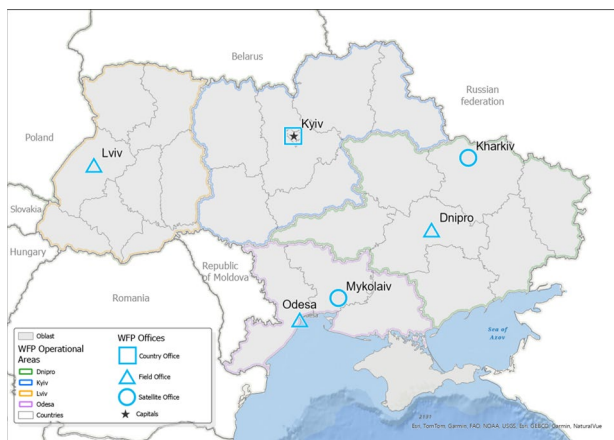 Belarus
Russian
federation
Kyiv
Kharkiv
Poland
Lviv
Slovakia
Hungary
Dnipro
Republic
of Moldova
Romania
Mykolaiv
Odesa
Sea of
Azov
Oblast
WFP Operational
Areas
Dnipro
Kyiv
Lviv
Odesa
Countries
WFP Offices
Country Office
Field Office
Satellite Office
Capitals
Esri, TomTom, Garmin, FAO, NOAA, USGS, Esri, GEBCO, Garmin, NaturalVue